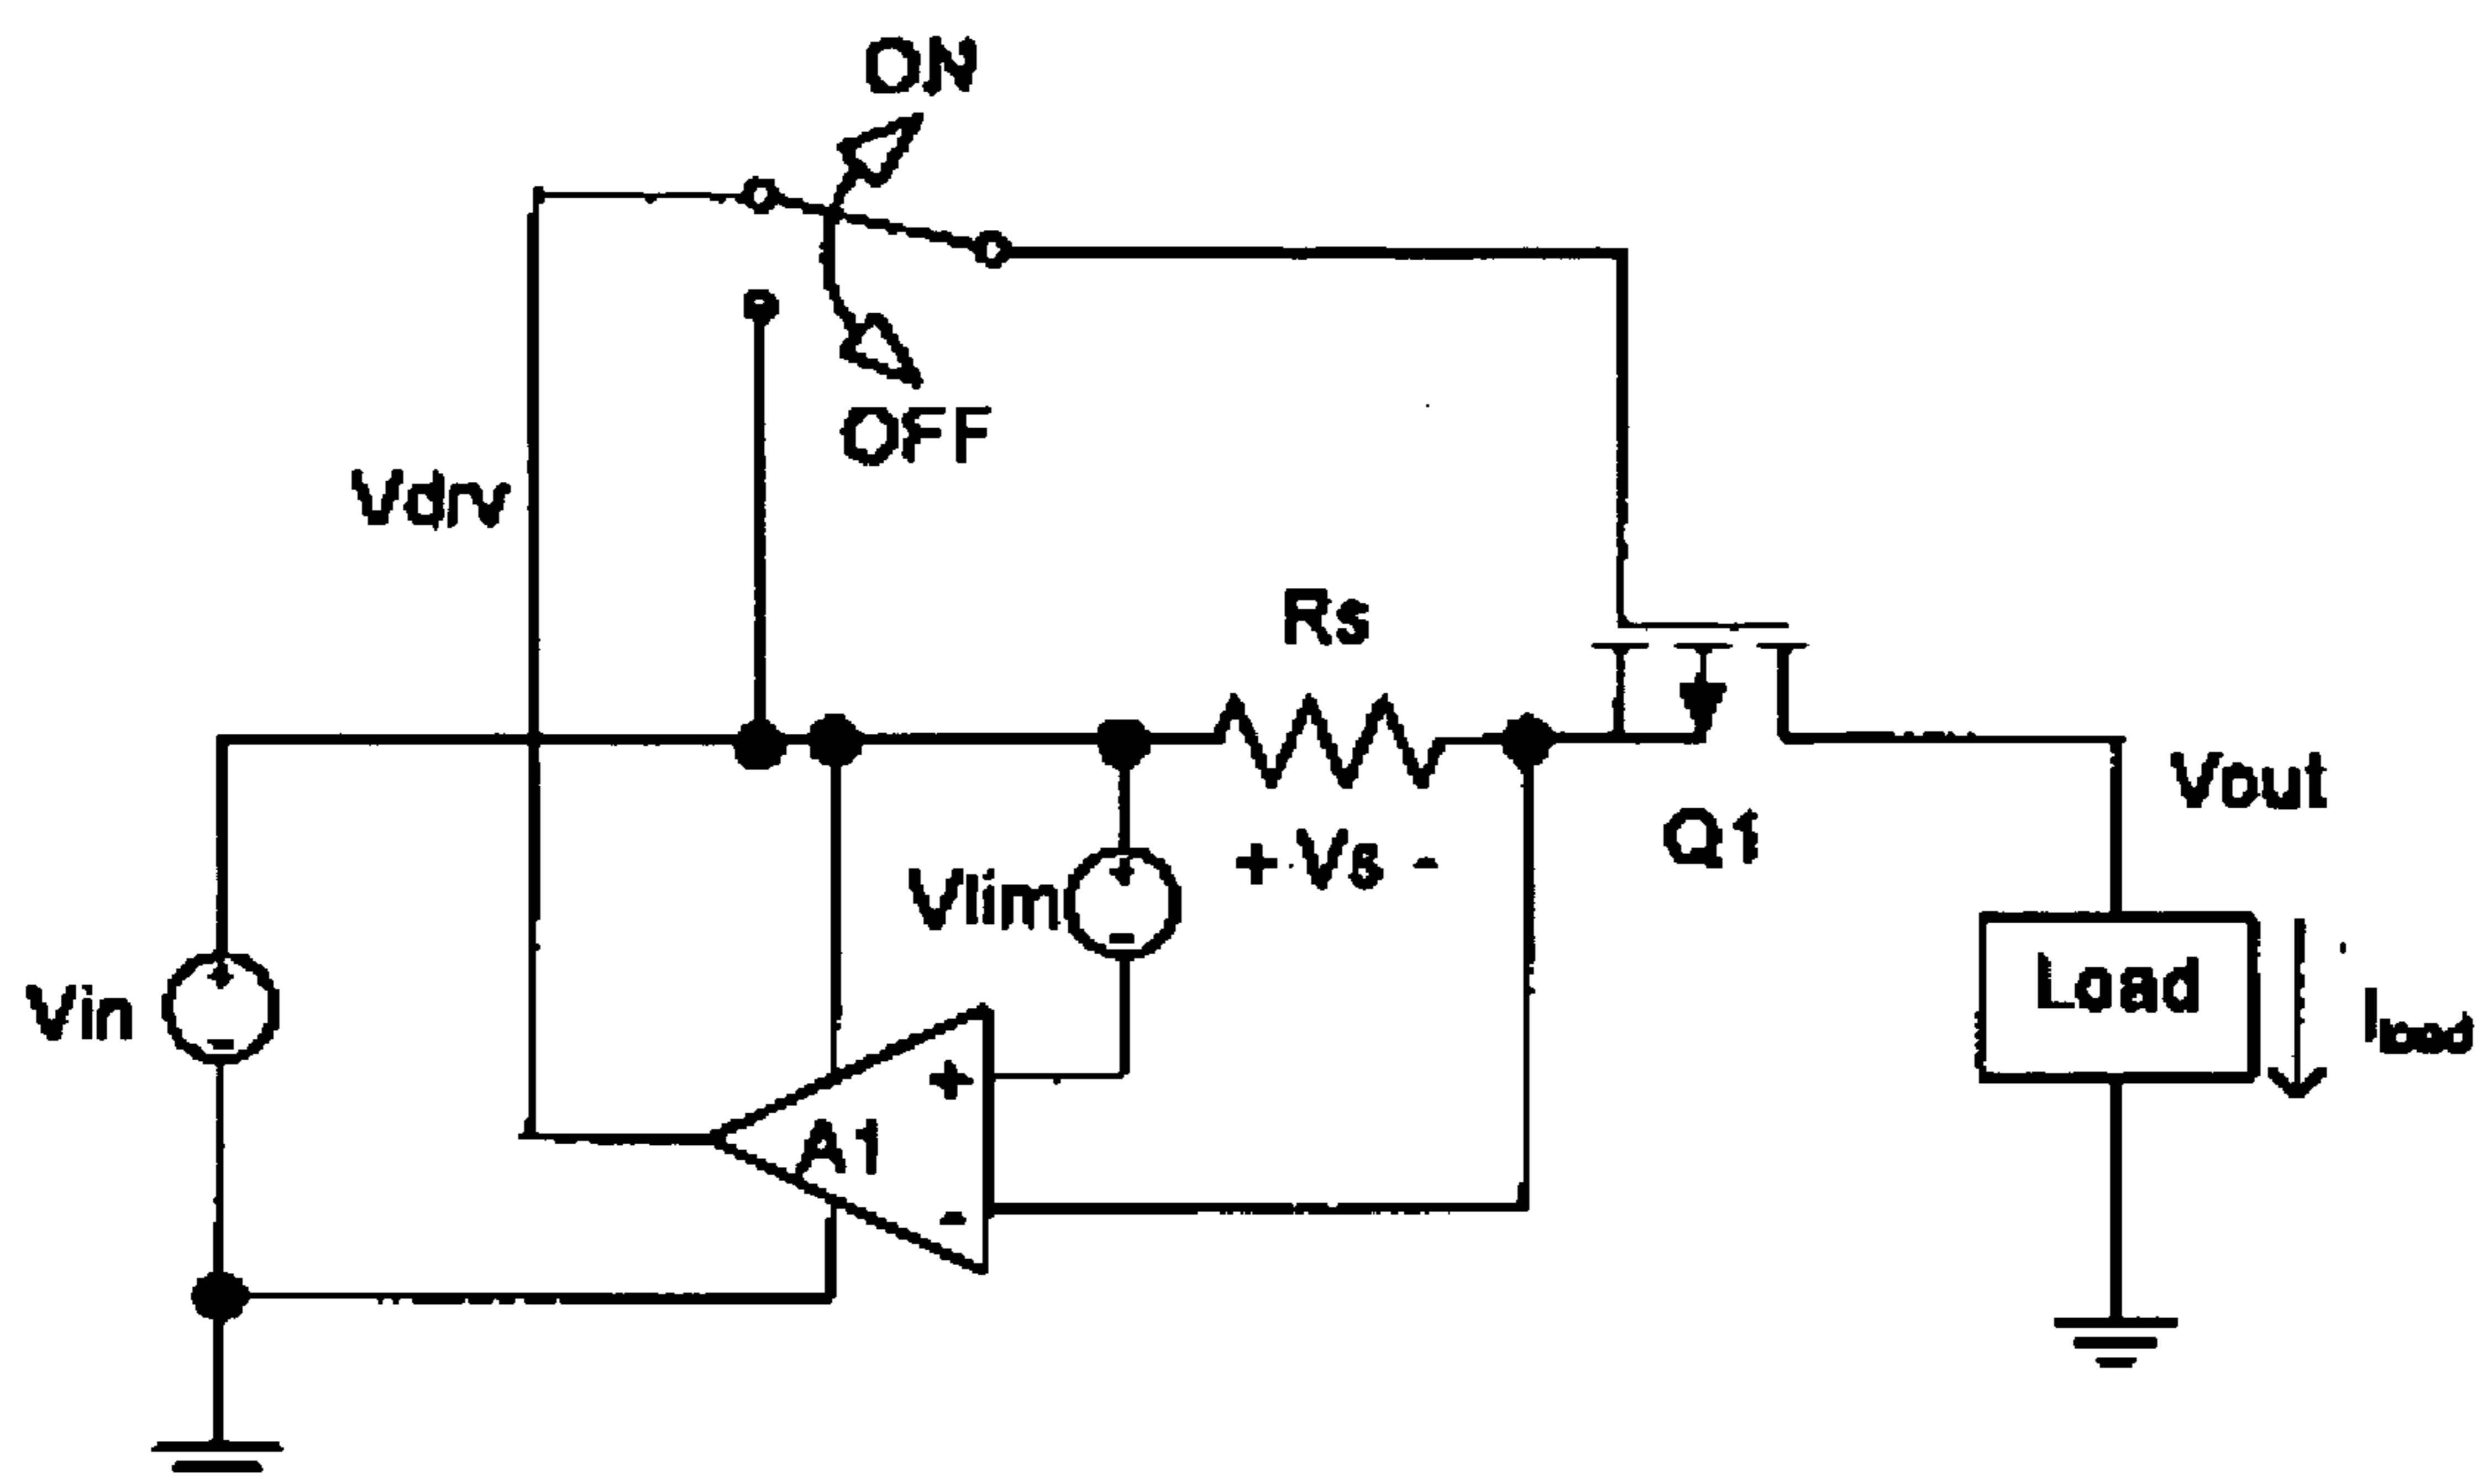 ON
OFF
Vdrv
Rs
+ Vs -
Q1
Vout
Vlim
+
-
Vin
+
-
Load
Iload
+
A1
-